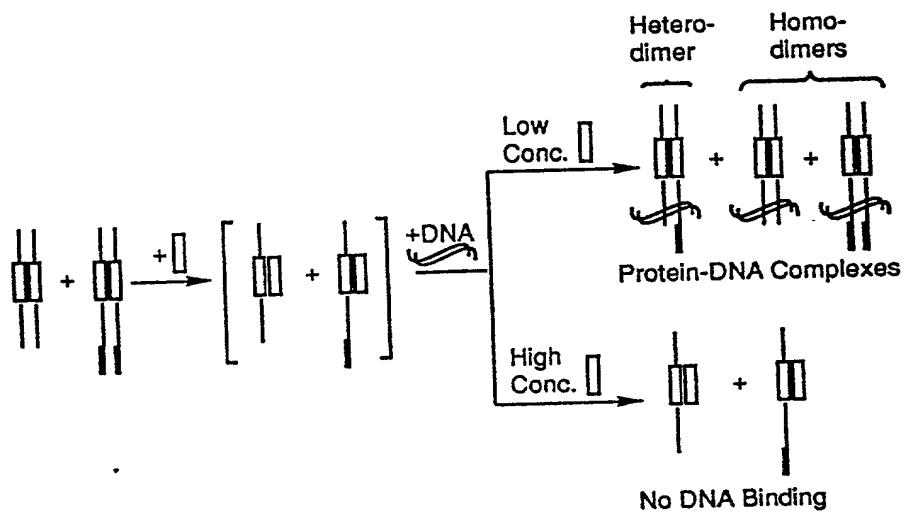 Hetero-
dimer
Homo-
dimers
Low
Conc.
+
+
+
+
+
+DNA
Protein-DNA Complexes
High
Conc.
+
No DNA Binding